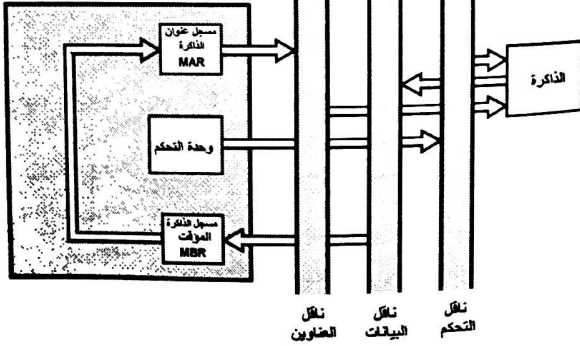 مسجل عنوان
الذاكرة
MAR
الذاكرة
وحدة التحكم
مسجل الذاكرة
المؤقت
MBR
ناقل
العناوين
ناقل
البيانات
ناقل
التحكم